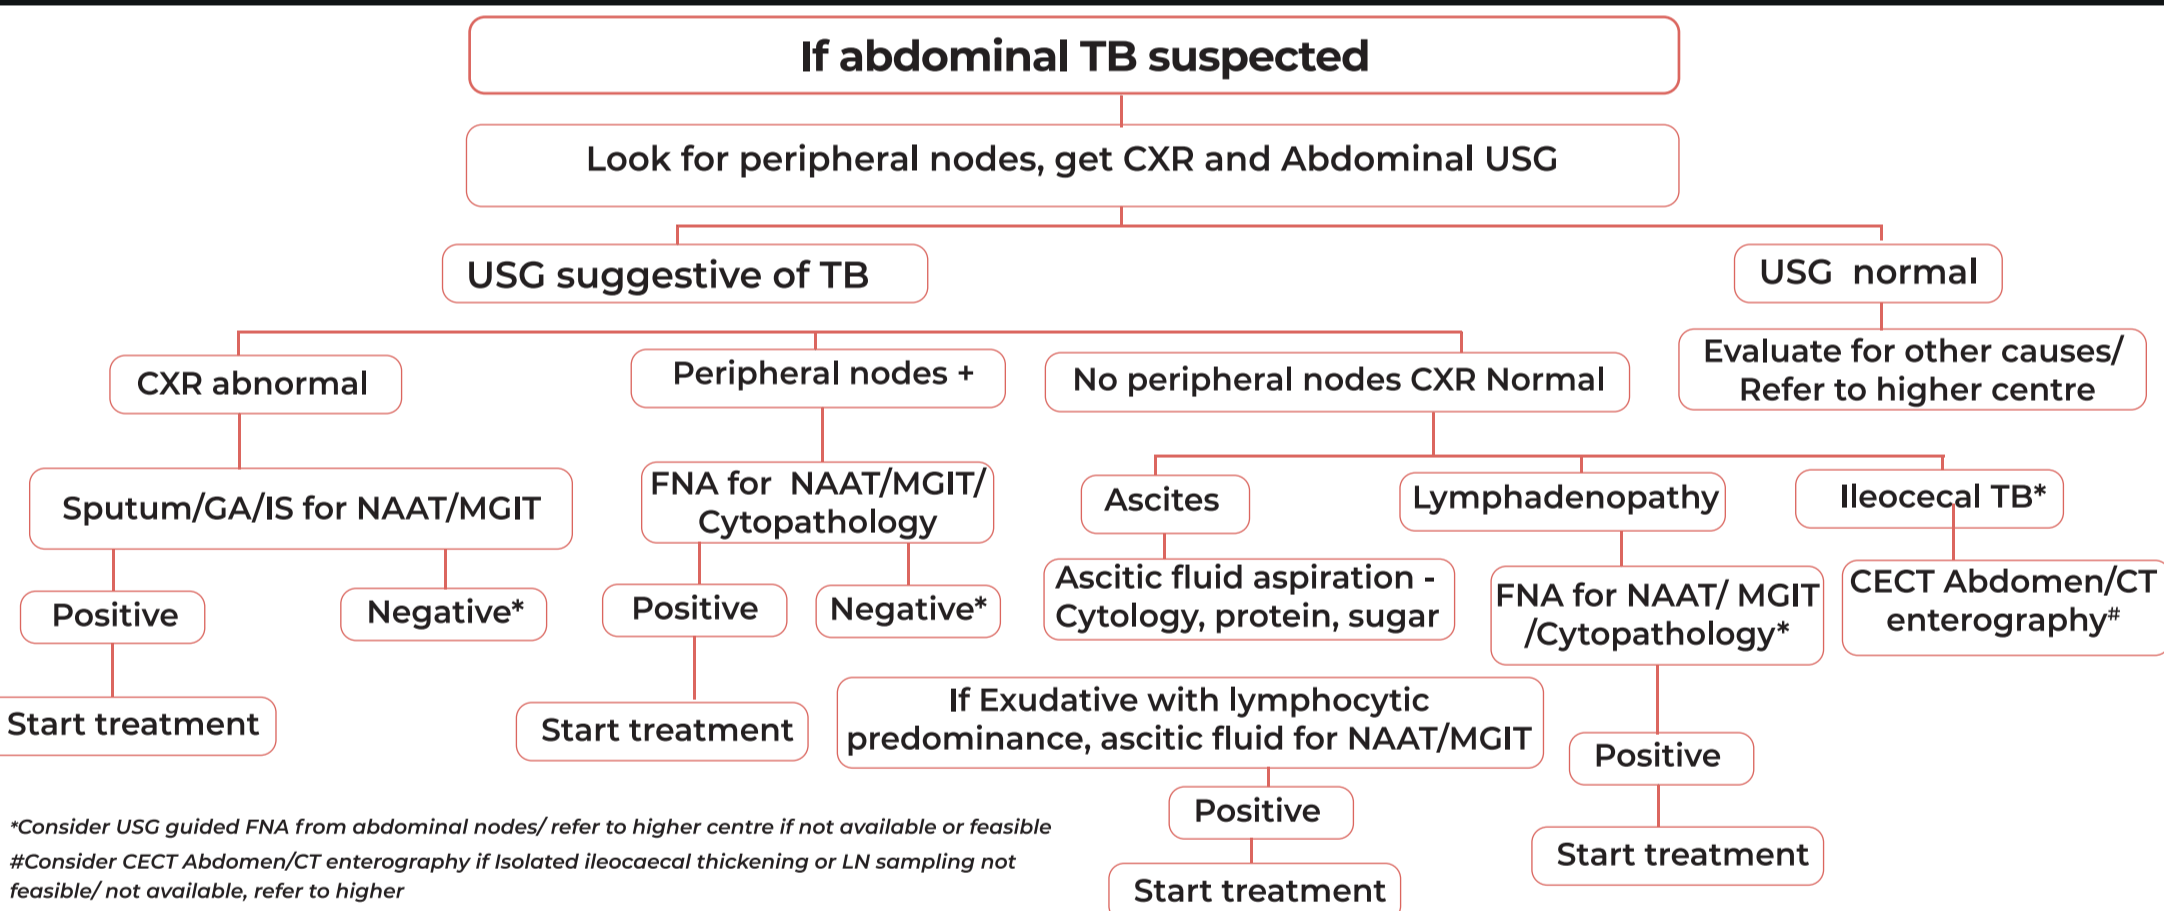 If abdominal TB suspected
Look for peripheral nodes, get CXR and Abdominal USG
USG suggestive of TB
USG normal
Evaluate for other causes/
Refer to higher centre
CXR abnormal
Peripheral nodes +
No peripheral nodes CXR Normal
Sputum/GA/IS for NAAT/MGIT
FNA for NAAT/MGIT/
Cytopathology
Ascites
Lymphadenopathy
Ileocecal TB*
Positive
Negative*
Positive
Negative*
Ascitic fluid aspiration -
Cytology, protein, sugar
FNA for NAAT/ MGIT
/Cytopathology*
CECT Abdomen/CT
enterography#
Start treatment
Start treatment
If Exudative with lymphocytic
predominance, ascitic fluid for NAAT/MGIT
Positive
Positive
Start treatment
Start treatment
*Consider USG guided FNA from abdominal nodes/ refer to higher centre if not available or feasible
#Consider CECT Abdomen/CT enterography if Isolated ileocaecal thickening or LN sampling not
feasible/ not available, refer to higher